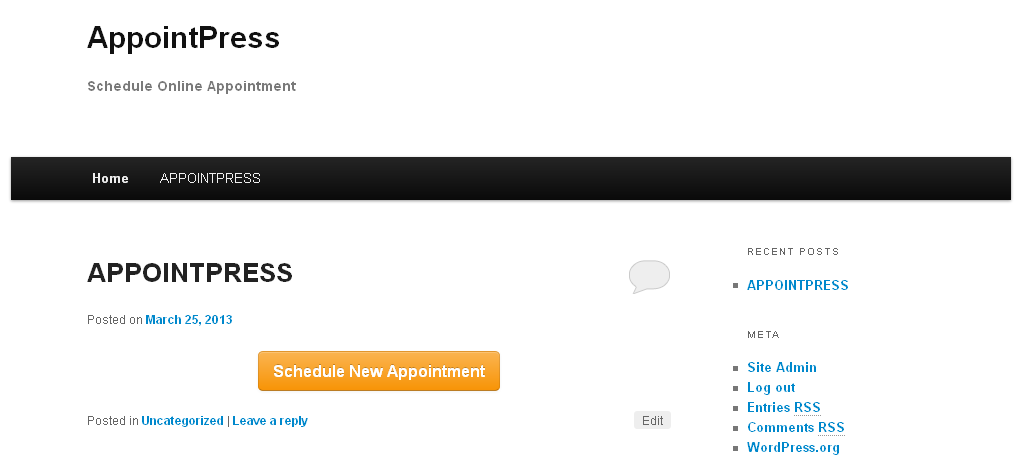 AppointPress
Schedule Online Appointment
Home APPOINTPRESS
APPOINTPRESS
Posted on March 25, 2013
Schedule New Appointment
Posted in Uncategorized | Leave a reply
Edit
RECENT POSTS
APPOINTPRESS
META
Site Admin
Log out
Entries RSS
Comments RSS
WordPress.org